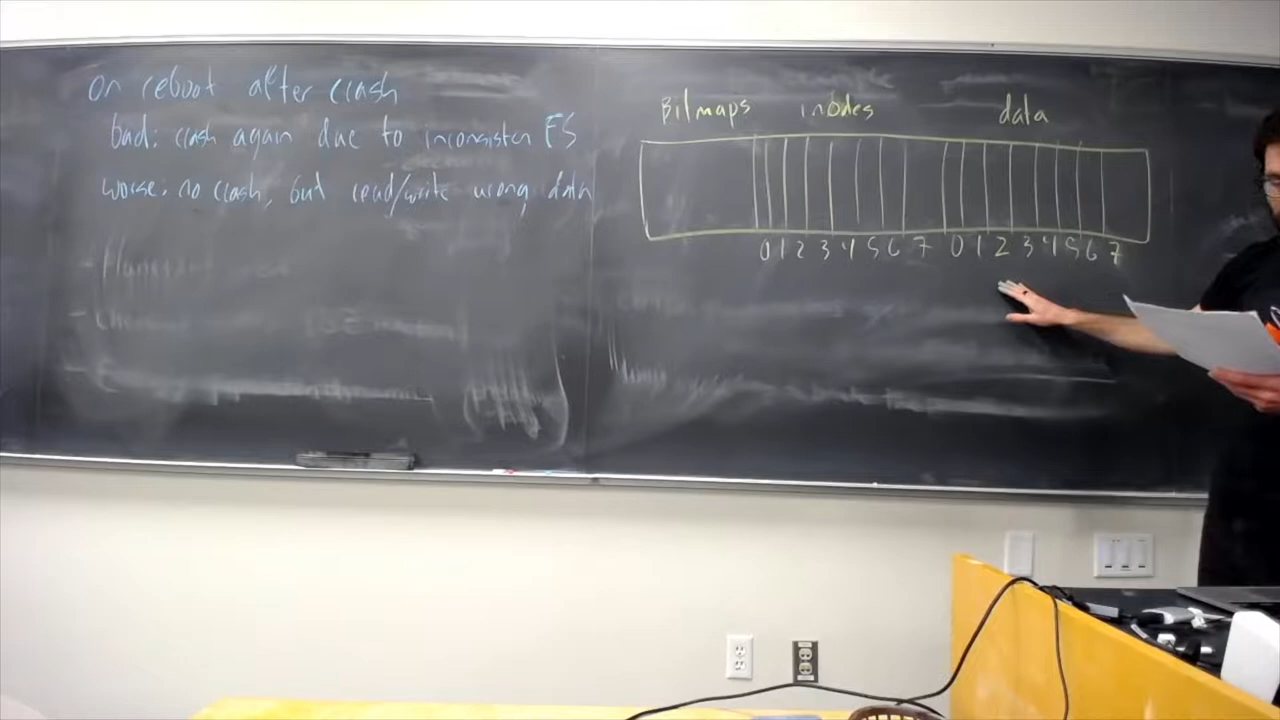 on reboot after crash
bad: crash again due to inconsisten FS
worse: no crash, but read/write wrong data
Bitmaps inodes data
0 1 2 3 4 5 6 7 0 1 2 3 4 5 6 7